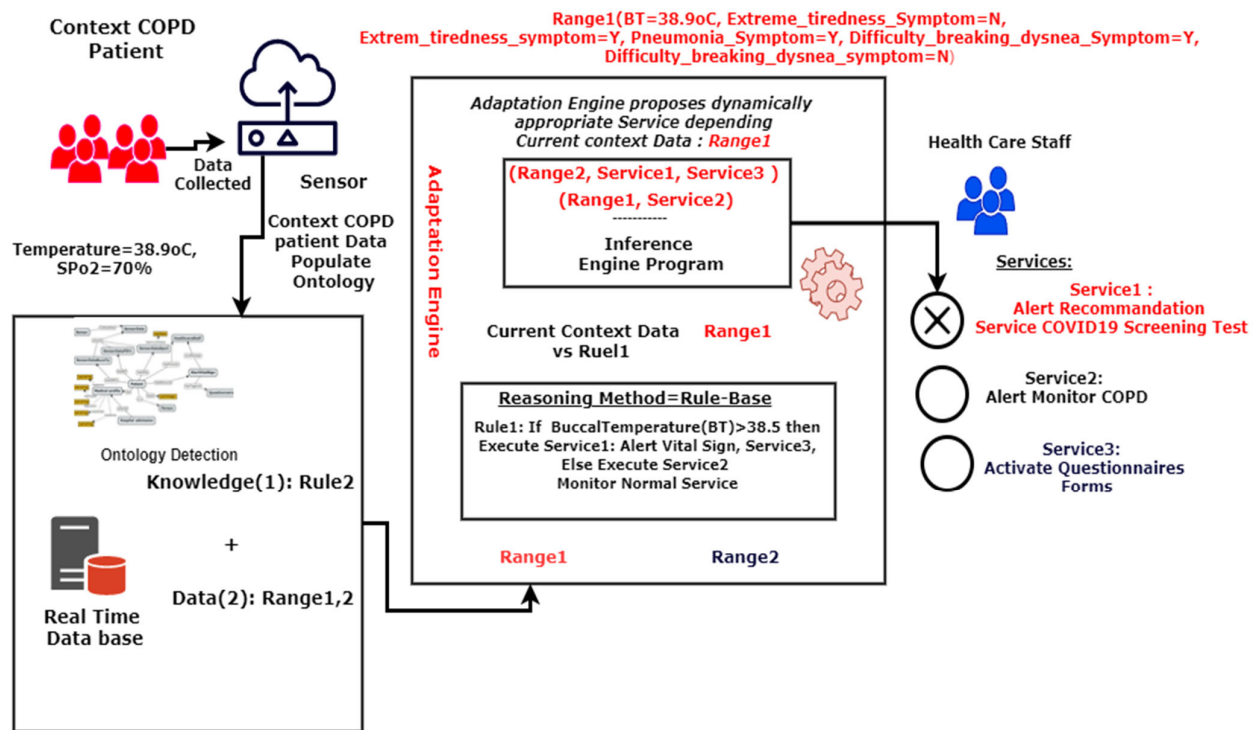 Context COPD
Patient
Range1(BT=38.9oC, Extreme_tiredness_Symptom=N,
Extrem_tiredness_symptom=Y, Pneumonia_Symptom=Y, Difficulty_breaking_dysnea_Symptom=Y,
Difficulty_breaking_dysnea_symptom=N)
Data
Collected
Sensor
Context COPD
patient Data
Populate
Ontology
Temperature=38.9oC,
SPo2=70%
Ontology Detection
Knowledge(1): Rule2
+
Data(2): Range1,2
Real Time
Data base
Adaptation Engine
Adaptation Engine proposes dynamically
appropriate Service depending
Current context Data : Range1
(Range2, Service1, Service3 )
(Range1, Service2)
-----------
Inference
Engine Program
Current Context Data Range1
vs Ruel1
Reasoning Method=Rule-Base
Rule1: If BuccalTemperature(BT)>38.5 then
Execute Service1: Alert Vital Sign, Service3,
Else Execute Service2
Monitor Normal Service
Range1 Range2
Health Care Staff
Services:
Service1 :
Alert Recommandation
Service COVID19 Screening Test
Service2:
Alert Monitor COPD
Service3:
Activate Questionnaires
Forms